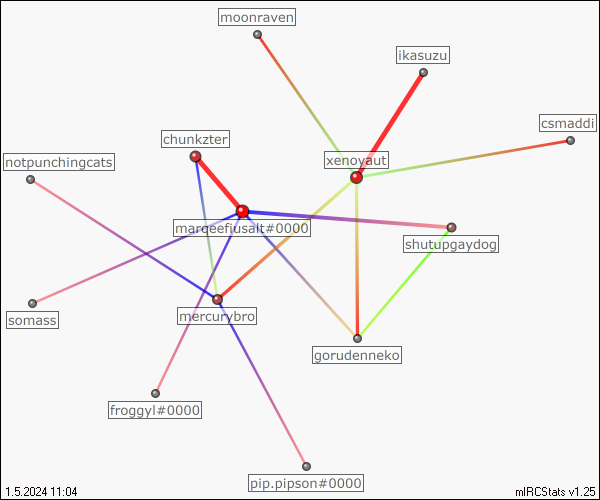 moonraven
ikasuzu
csmaddi
chunkzter
xenoyaut
notpunchingcats
marqeefiusalt#0000
shutupgaydog
somass
mercurybro
gorudenneko
froggyl#0000
pip.pipson#0000
1.5.2024 11:04
mIRCStats v1.25